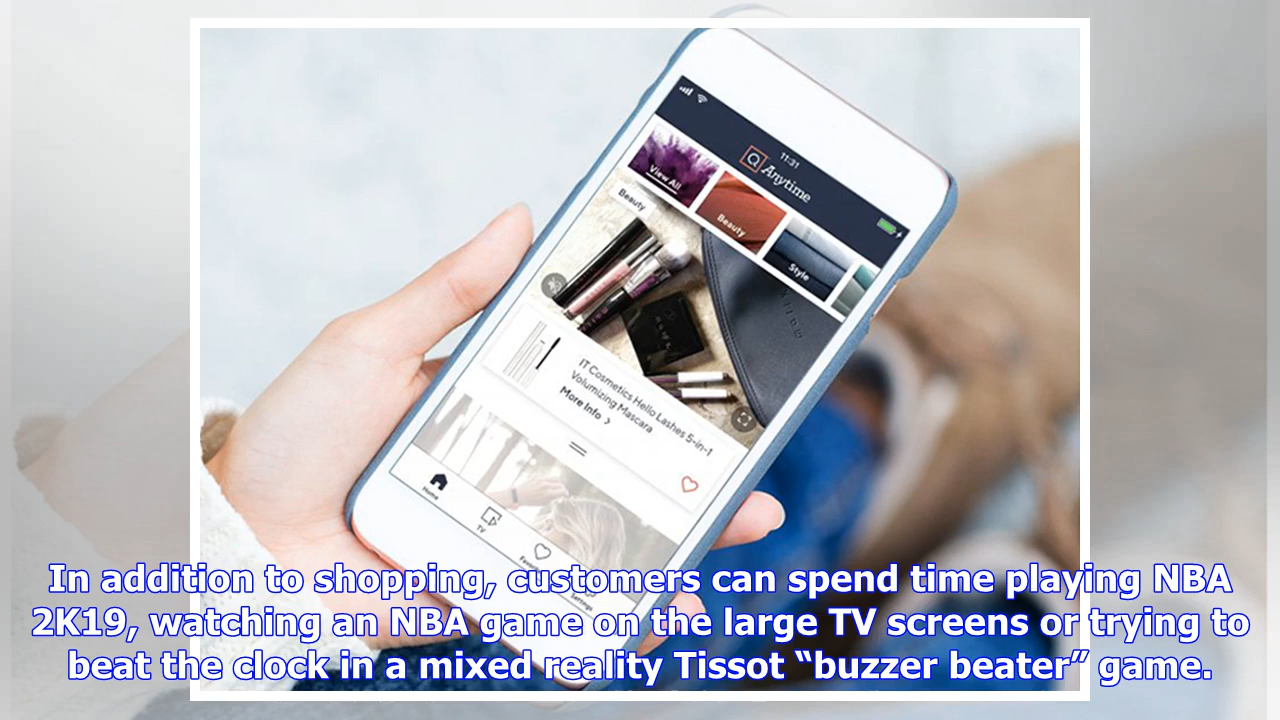 11:31
Q Anytime
View All
Beauty
Style
Beauty
IT Cosmetics Hello Lashes 5-in-1
Volumizing Mascara
More Info >
Home
TV
Settings
In addition to shopping, customers can spend time playing NBA
2K19, watching an NBA game on the large TV screens or trying to
beat the clock in a mixed reality Tissot “buzzer beater” game.